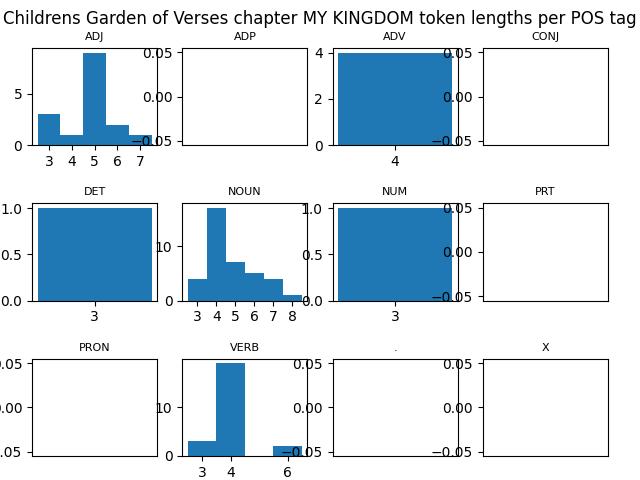 Childrens Garden of Verses chapter MY KINGDOM token lengths per POS tag
ADJ ADP ADV CONJ
5 0.05 4 0.05
0.00 2 0.00
0 −0.05 0 −0.05
3 4 5 6 7 4
DET NOUN NUM PRT
1.0 10 1.0 0.05
0.5 0.5 0.00
0.0 0 0.0 −0.05
3 3 4 5 6 7 8 3
PRON VERB . X
0.05 10 0.05 0.05
0.00 0.00 0.00
0.05 0 −0.05 −0.05
3 4 6